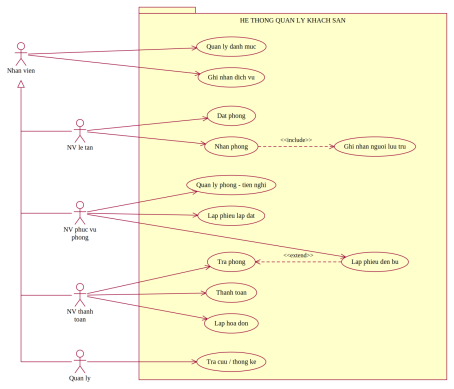 HE THONG QUAN LY KHACH SAN
Quan ly danh muc
Nhan vien
Ghi nhan dich vu
Dat phong
NV le tan
Nhan phong
<<include>>
Ghi nhan nguoi luu tru
Quan ly phong - tien nghi
Lap phieu lap dat
NV phuc vu
phong
Tra phong
<<extend>>
Lap phieu den bu
Thanh toan
NV thanh
toan
Lap hoa don
Tra cuu / thong ke
Quan ly